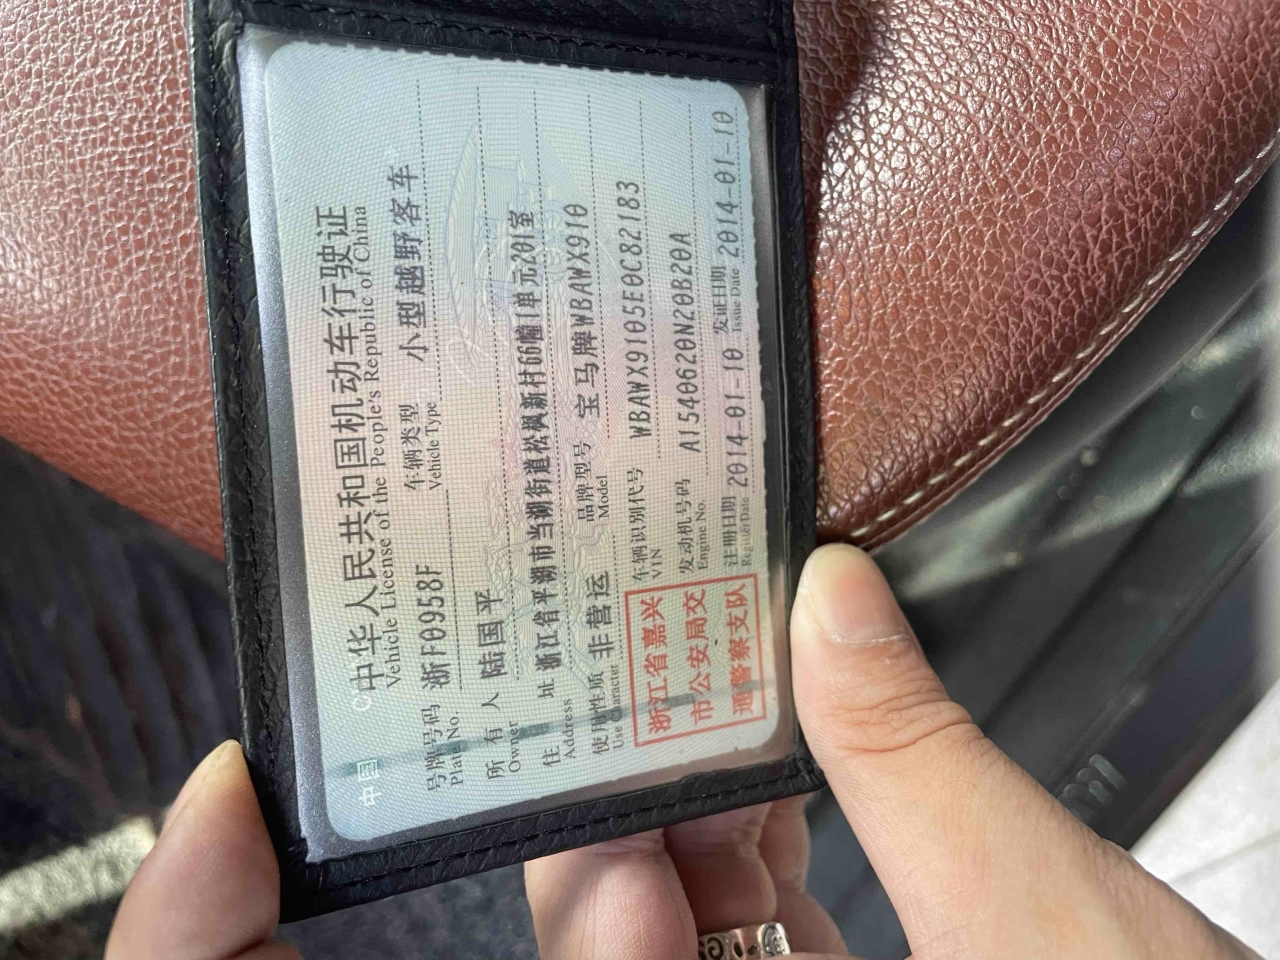 中国
中华人民共和国机动车行驶证
Vehicle License of the People's Republic of China
号牌号码 浙F0958F 车辆类型 小型越野客车
Plate No. Vehicle Type
所有人 陆国平
Owner
住址 浙江省平湖市当湖街道松枫新村66幢1单元201室
Address
使用性质 非营运 品牌型号 宝马牌WBAWX910
Use Character Model
浙江省嘉兴
市公安局交
通警察支队
车辆识别代号 WBAWX9105E0C82183
VIN
发动机号码 A1540620N20B20A
Engine No.
注册日期 2014-01-10 发证日期 2014-01-10
Register Date Issue Date